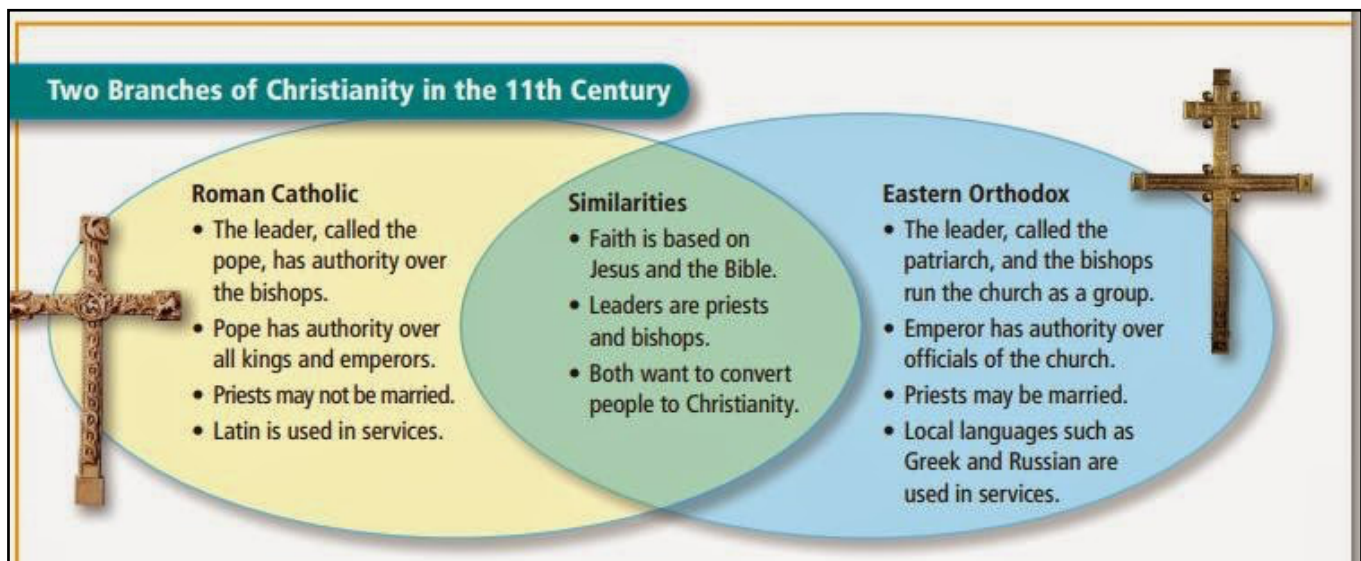 Two Branches of Christianity in the 11th Century
Roman Catholic
• The leader, called the
pope, has authority over
the bishops.
• Pope has authority over
all kings and emperors.
• Priests may not be married.
• Latin is used in services.
Similarities
• Faith is based on
Jesus and the Bible.
• Leaders are priests
and bishops.
• Both want to convert
people to Christianity.
Eastern Orthodox
• The leader, called the
patriarch, and the bishops
run the church as a group.
• Emperor has authority over
officials of the church.
• Priests may be married.
• Local languages such as
Greek and Russian are
used in services.